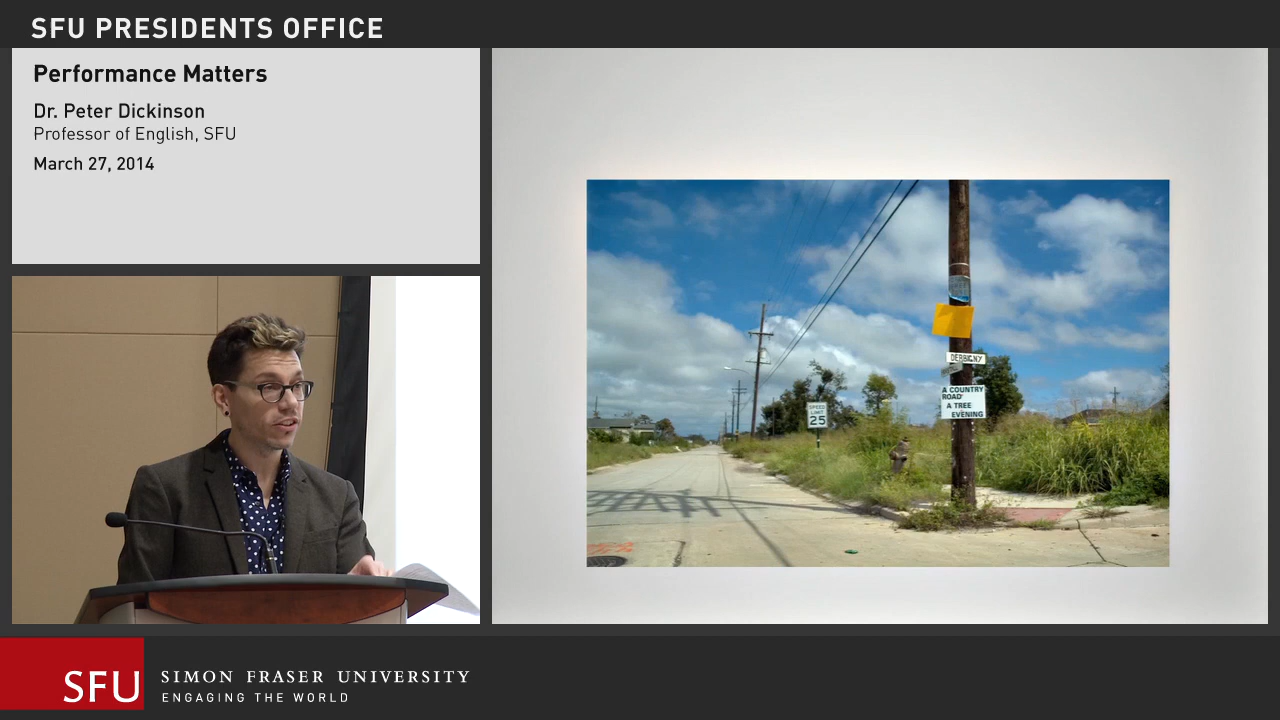 SFU PRESIDENTS OFFICE
Performance Matters
Dr. Peter Dickinson
Professor of English, SFU
March 27, 2014
SPEED
LIMIT
25
DERBIGNY
A COUNTRY
ROAD
A TREE
EVENING
SFU
SIMON FRASER UNIVERSITY
ENGAGING THE WORLD